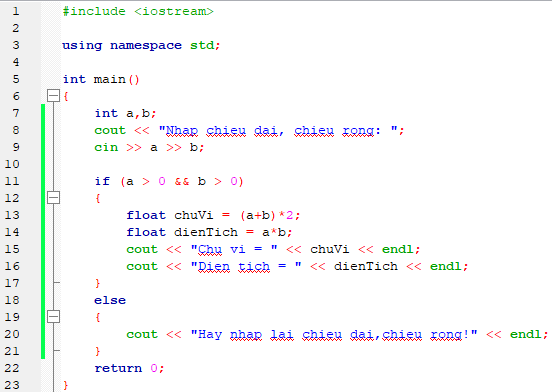 1 #include <iostream>
2
3 using namespace std;
4
5 int main()
6 {
7 int a,b;
8 cout << "Nhap chieu dai, chieu rong: ";
9 cin >> a >> b;
10
11 if (a > 0 && b > 0)
12 {
13 float chuVi = (a+b)*2;
14 float dienTich = a*b;
15 cout << "Chu vi = " << chuVi << endl;
16 cout << "Dien tich = " << dienTich << endl;
17 }
18 else
19 {
20 cout << "Hay nhap lai chieu dai,chieu rong!" << endl;
21 }
22 return 0;
23 }